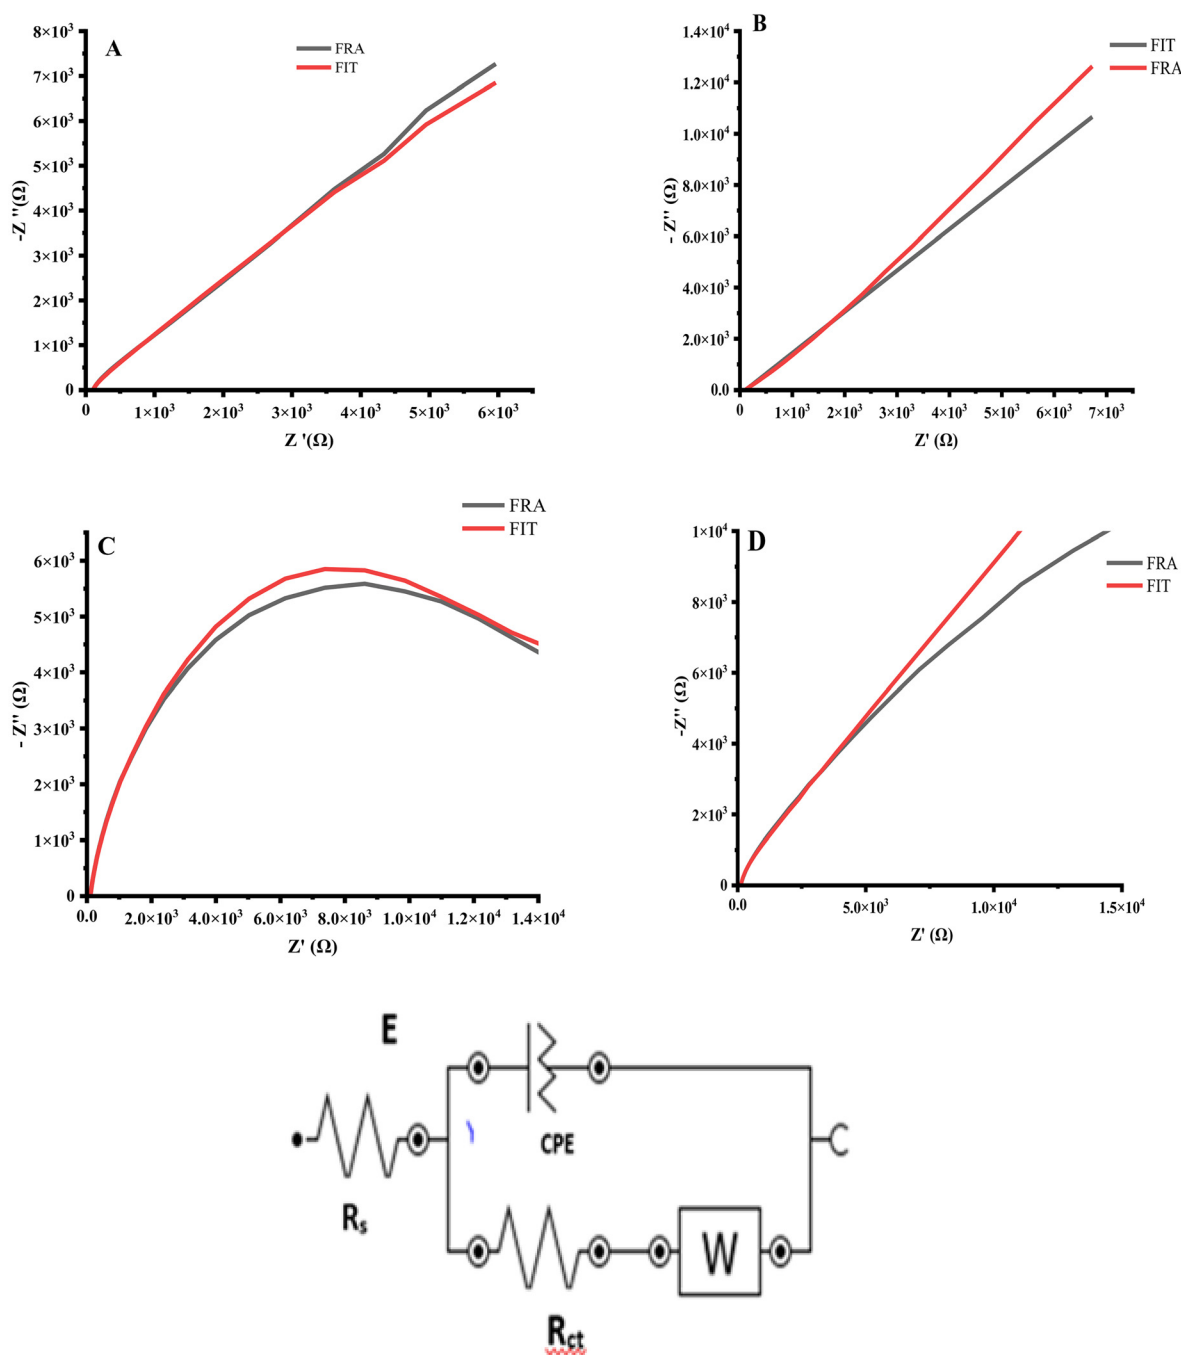 A
FRA
FIT
8×10³
7×10³
6×10³
5×10³
4×10³
3×10³
2×10³
1×10³
0
-Z ''(Ω)
0 1×10³ 2×10³ 3×10³ 4×10³ 5×10³ 6×10³
Z '(Ω)
B
FIT
FRA
1.4×10⁴
1.2×10⁴
1.0×10⁴
8.0×10³
6.0×10³
4.0×10³
2.0×10³
0.0
- Z'' (Ω)
0 1×10³ 2×10³ 3×10³ 4×10³ 5×10³ 6×10³ 7×10³
Z' (Ω)
C
FRA
FIT
6×10³
5×10³
4×10³
3×10³
2×10³
1×10³
0
- Z'' (Ω)
0.0 2.0×10³ 4.0×10³ 6.0×10³ 8.0×10³ 1.0×10⁴ 1.2×10⁴ 1.4×10⁴
Z' (Ω)
D
FRA
FIT
1×10⁴
8×10³
6×10³
4×10³
2×10³
0
-Z'' (Ω)
0.0 5.0×10³ 1.0×10⁴ 1.5×10⁴
Z' (Ω)
E
CPE
Rₛ
W
R꜀ₜ